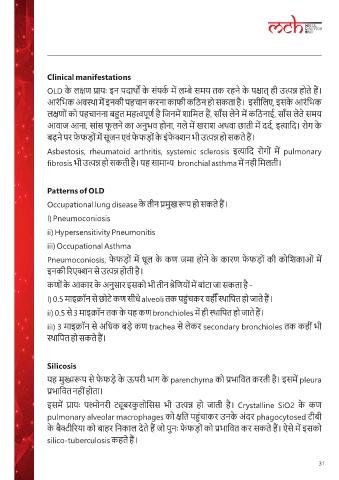 mch
Clinical manifestations
OLD के लक्षण प्रायः इन पदार्थों के संपर्क में लम्बे समय तक रहने के पश्चात् ही उत्पन्न होते हैं।
आरंभिक अवस्था में इनकी पहचान करना काफी कठिन हो सकता है। इसीलिए, इसके आरंभिक
लक्षणों को पहचानना बहुत महत्वपूर्ण है जिनमें शामिल हैं, साँस लेने में कठिनाई, साँस लेते समय
आवाज आना, सांस फूलने का अनुभव होना, गले में खराश अथवा छाती में दर्द, इत्यादि। रोग के
बढ़ने पर फेफड़ों में सूजन एवं फेफड़ों के इंफेक्शन भी उत्पन्न हो सकते हैं।
Asbestosis, rheumatoid arthritis, systemic sclerosis इत्यादि रोगों में pulmonary
fibrosis भी उत्पन्न हो सकती है। यह सामान्य bronchial asthma में नहीं मिलती।
Patterns of OLD
Occupational lung disease के तीन प्रमुख रूप हो सकते हैं।
I) Pneumoconiosis
ii) Hypersensitivity Pneumonitis
iii) Occupational Asthma
Pneumoconiosis, फेफड़ों में धूल के कण जमा होने के कारण फेफड़ों की कोशिकाओं में
इनकी रिएक्शन से उत्पन्न होती है।
कणों के आकार के अनुसार इसको भी तीन श्रेणियों में बांटा जा सकता है -
I) 0.5 माइक्रॉन से छोटे कण सीधे alveoli तक पहुंचकर वहीँ स्थापित हो जाते हैं।
ii) 0.5 से 3 माइक्रॉन तक के यह कण bronchioles में ही स्थापित हो जाते हैं।
iii) 3 माइक्रॉन से अधिक बड़े कण trachea से लेकर secondary bronchioles तक कहीं भी
स्थापित हो सकते हैं।
Silicosis
यह मुख्यरूप से फेफड़े के ऊपरी भाग के parenchyma को प्रभावित करती है। इसमें pleura
प्रभावित नहीं होता।
इसमें प्रायः पल्मोनरी ट्यूबरकुलोसिस भी उत्पन्न हो जाती है। Crystalline SiO2 के कण
pulmonary alveolar macrophages को क्षति पहुंचाकर उनके अंदर phagocytosed टीबी
के बैक्टीरिया को बाहर निकाल देते हैं जो पुनः फेफड़ों को प्रभावित कर सकते हैं। ऐसे में इसको
silico-tuberculosis कहते हैं।
31